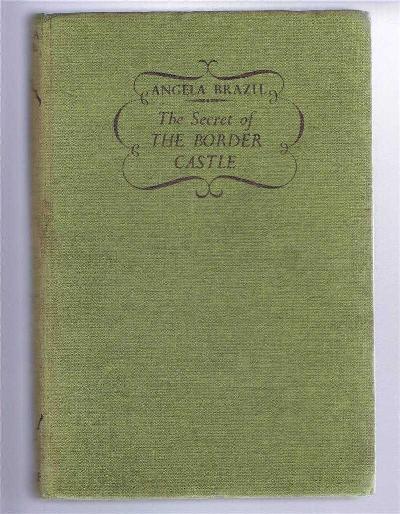 ANGELA BRAZIL
The Secret of
THE BORDER
CASTLE